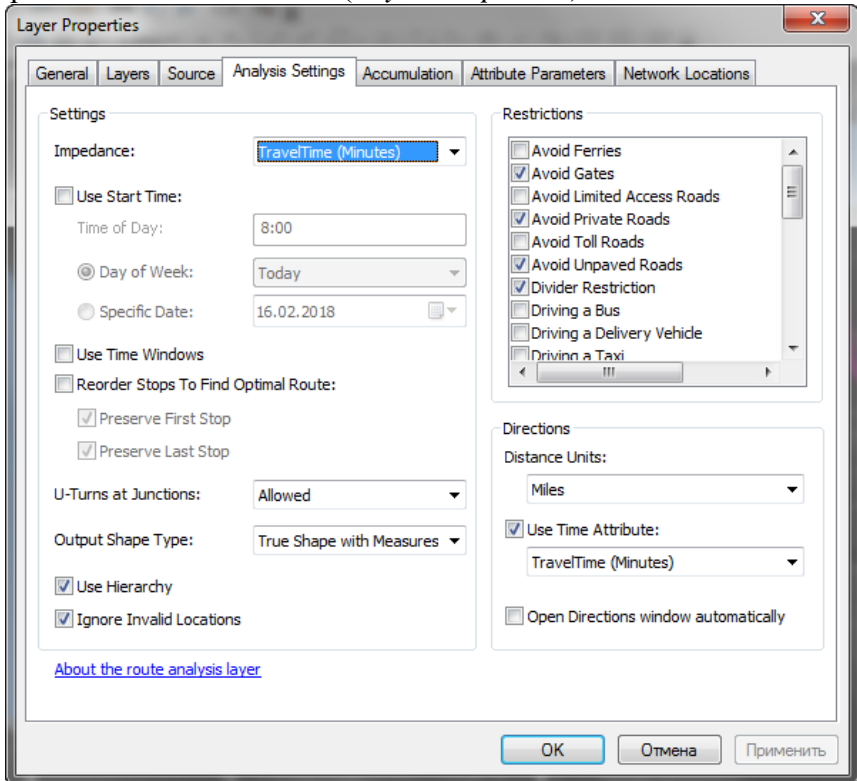 Layer Properties
General Layers Source Analysis Settings Accumulation Attribute Parameters Network Locations
Settings
Impedance: TravelTime (Minutes)
Use Start Time:
Time of Day: 8:00
Day of Week: Today
Specific Date: 16.02.2018
Use Time Windows
Reorder Stops To Find Optimal Route:
Preserve First Stop
Preserve Last Stop
U-Turns at Junctions: Allowed
Output Shape Type: True Shape with Measures
Use Hierarchy
Ignore Invalid Locations
About the route analysis layer
Restrictions
Avoid Ferries
Avoid Gates
Avoid Limited Access Roads
Avoid Private Roads
Avoid Toll Roads
Avoid Unpaved Roads
Divider Restriction
Driving a Bus
Driving a Delivery Vehicle
Driving a Taxi
Directions
Distance Units:
Miles
Use Time Attribute:
TravelTime (Minutes)
Open Directions window automatically
OK Отмена Применить